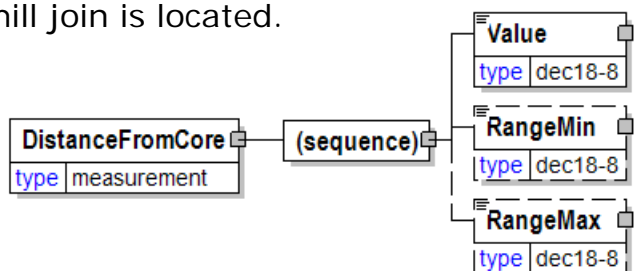 hill join is located.
Value
type dec18-8
DistanceFromCore
type measurement
(sequence)
RangeMin
type dec18-8
RangeMax
type dec18-8